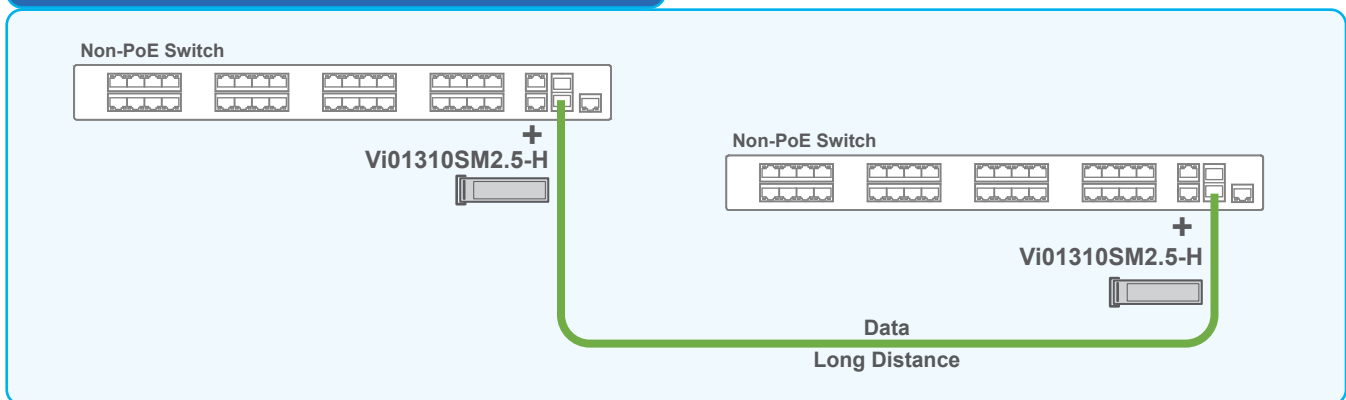 Non-PoE Switch
+
Vi01310SM2.5-H
Non-PoE Switch
+
Vi01310SM2.5-H
Data
Long Distance